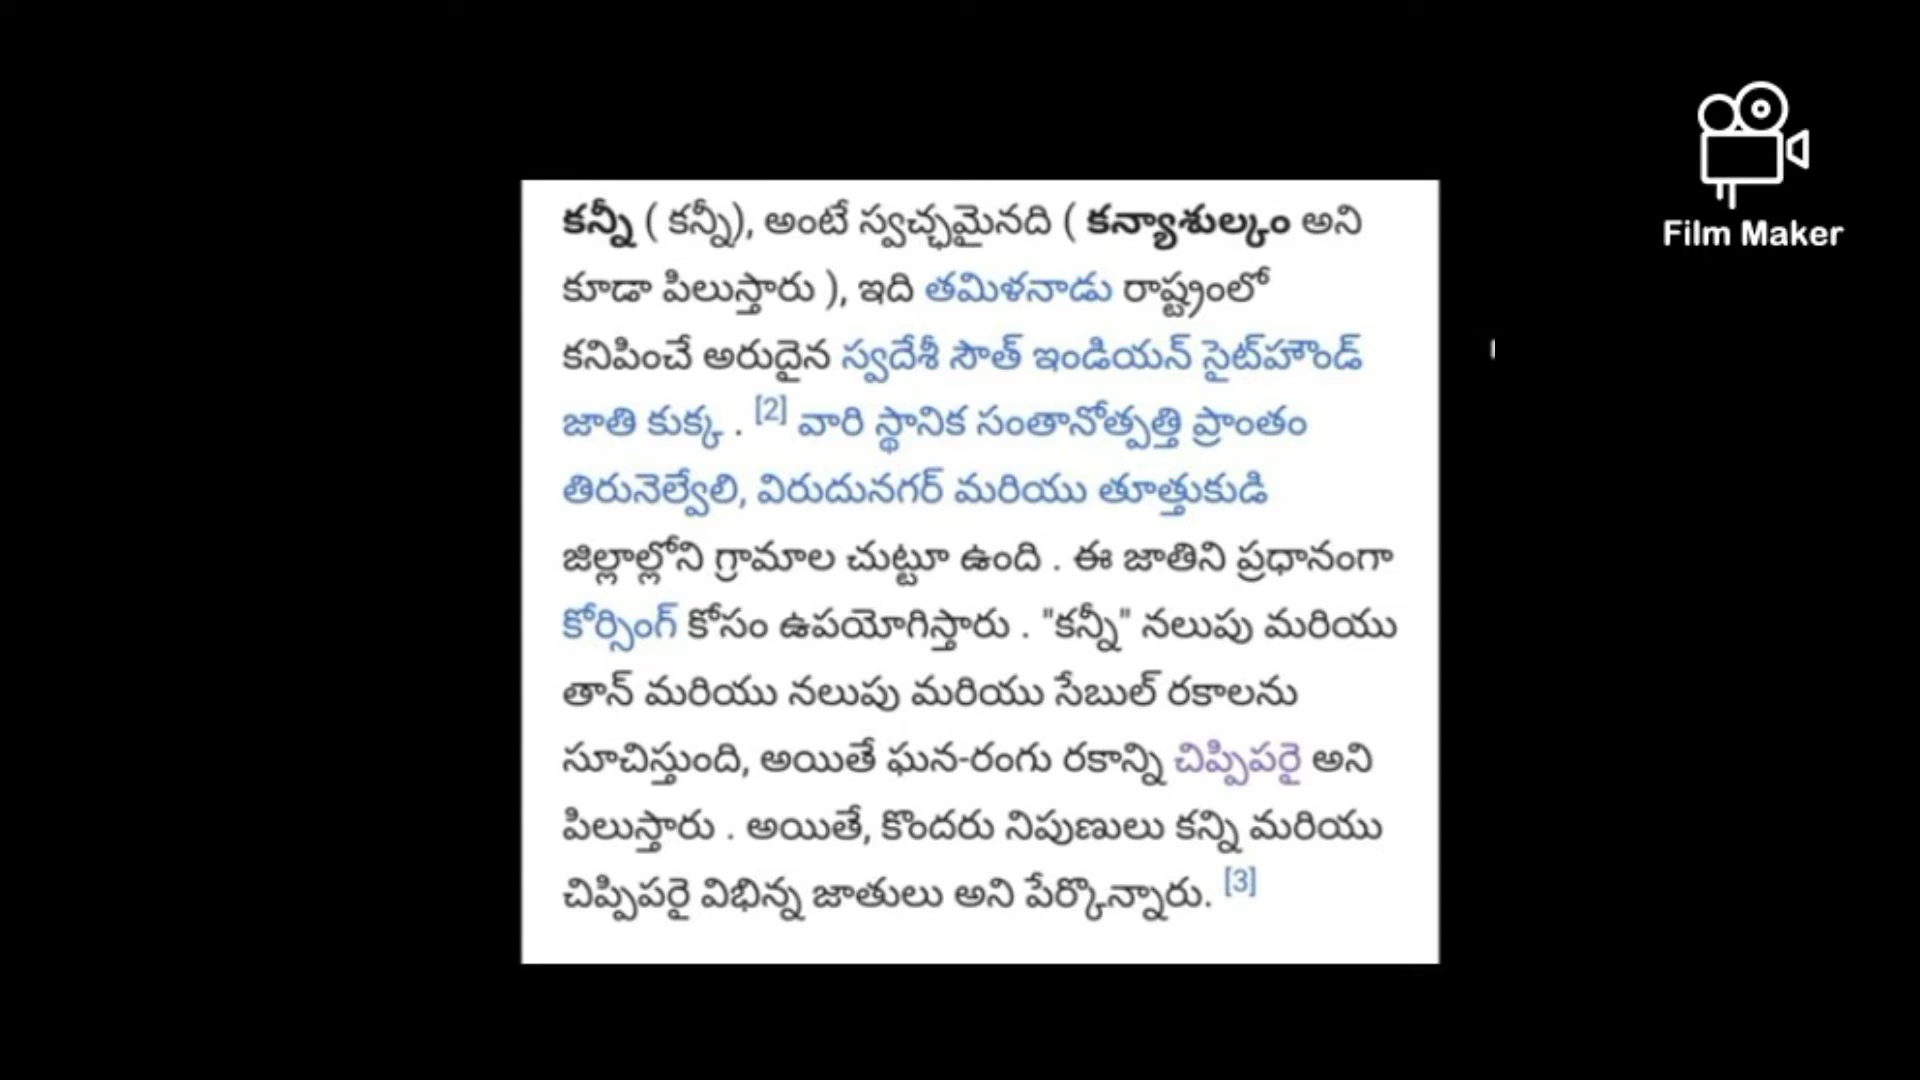 కన్నీ ( కన్నీ), అంటే స్వచ్ఛమైనది ( కన్యాశుల్కం అని
కూడా పిలుస్తారు ), ఇది తమిళనాడు రాష్ట్రంలో
కనిపించే అరుదైన స్వదేశీ సౌత్ ఇండియన్ సైట్‌హౌండ్
జాతి కుక్క . [2] వారి స్థానిక సంతానోత్పత్తి ప్రాంతం
తిరునెల్వేలి, విరుదునగర్ మరియు తూత్తుకుడి
జిల్లాల్లోని గ్రామాల చుట్టూ ఉంది . ఈ జాతిని ప్రధానంగా
కోర్సింగ్ కోసం ఉపయోగిస్తారు . "కన్నీ" నలుపు మరియు
తాన్ మరియు నలుపు మరియు సేబుల్ రకాలను
సూచిస్తుంది, అయితే ఘన-రంగు రకాన్ని చిప్పిపరై అని
పిలుస్తారు . అయితే, కొందరు నిపుణులు కన్ని మరియు
చిప్పిపరై విభిన్న జాతులు అని పేర్కొన్నారు. [3]
Film Maker